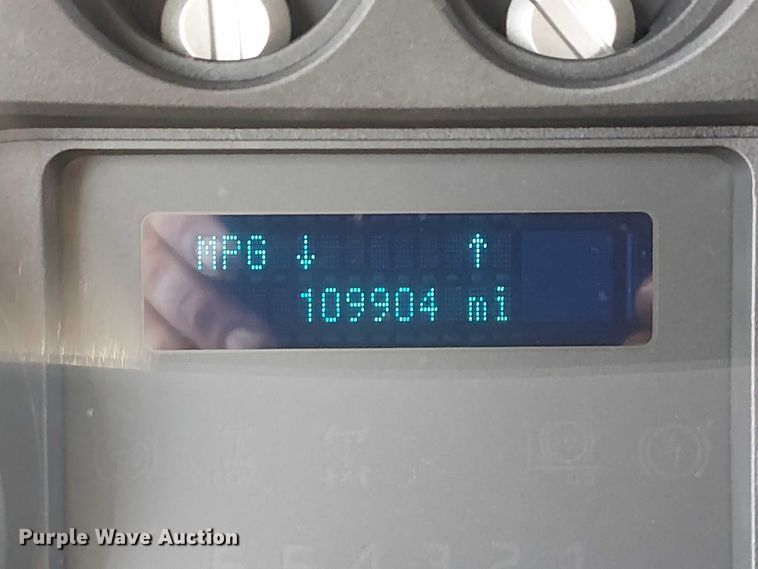 MPG ↓ ↑
109904 mi
Purple Wave Auction